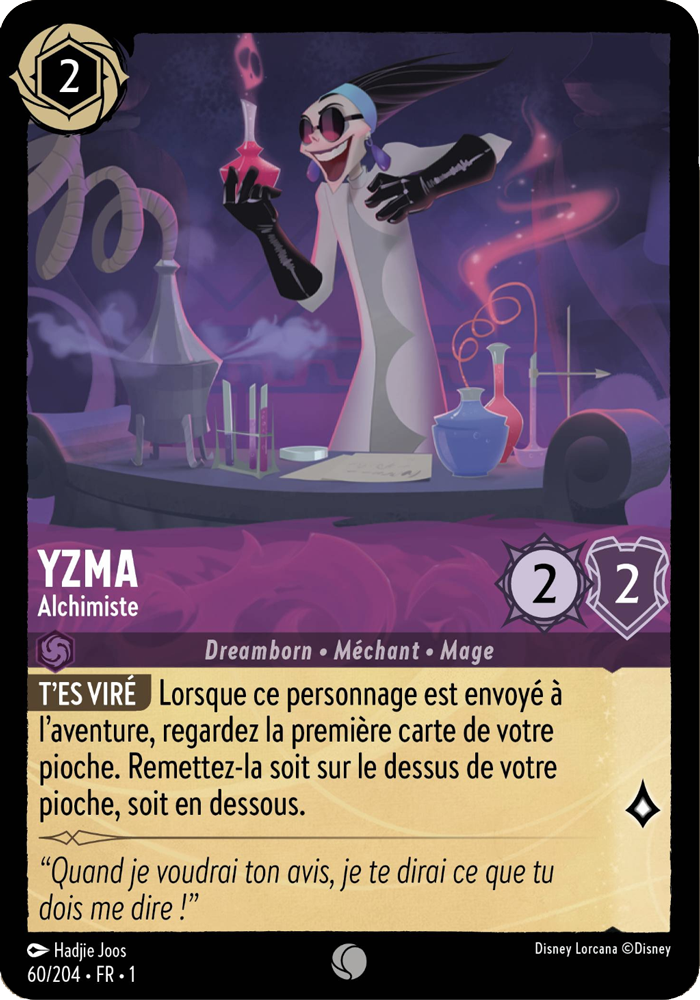 2
YZMA
Alchimiste
2
2
Dreamborn • Méchant • Mage
T'ES VIRÉ Lorsque ce personnage est envoyé à
l'aventure, regardez la première carte de votre
pioche. Remettez-la soit sur le dessus de votre
pioche, soit en dessous.
“Quand je voudrai ton avis, je te dirai ce que tu
dois me dire !”
Hadjie Joos
Disney Lorcana ©Disney
60/204 • FR • 1